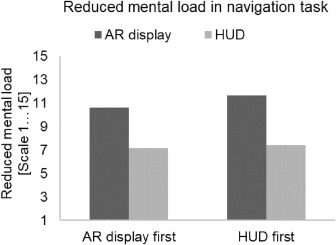 Reduced mental load in navigation task
AR display
HUD
Reduced mental load
[Scale 1...15]
15
13
11
9
7
5
3
1
AR display first
HUD first